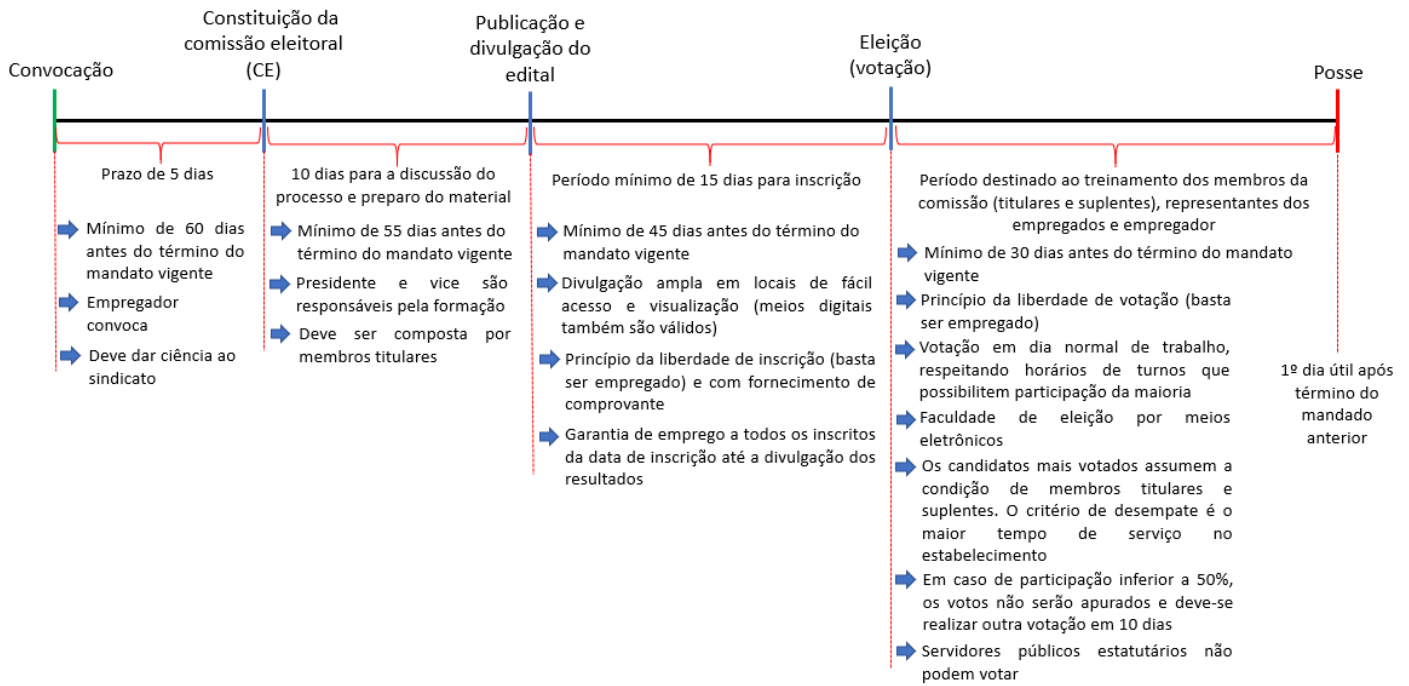 Convocação
Constituição da
comissão eleitoral
(CE)
Publicação e
divulgação do
edital
Eleição
(votação)
Posse
Prazo de 5 dias
Mínimo de 60 dias
antes do término do
mandato vigente
Empregador
convoca
Deve dar ciência ao
sindicato
10 dias para a discussão do
processo e preparo do material
Mínimo de 55 dias antes do
término do mandato vigente
Presidente e vice são
responsáveis pela formação
Deve ser composta por
membros titulares
Período mínimo de 15 dias para inscrição
Mínimo de 45 dias antes do término do
mandato vigente
Divulgação ampla em locais de fácil
acesso e visualização (meios digitais
também são válidos)
Princípio da liberdade de inscrição (basta
ser empregado) e com fornecimento de
comprovante
Garantia de emprego a todos os inscritos
da data de inscrição até a divulgação dos
resultados
Período destinado ao treinamento dos membros da
comissão (titulares e suplentes), representantes dos
empregados e empregador
Mínimo de 30 dias antes do término do mandato
vigente
Princípio da liberdade de votação (basta
ser empregado)
Votação em dia normal de trabalho,
respeitando horários de turnos que
possibilitem participação da maioria
Faculdade de eleição por meios
eletrônicos
Os candidatos mais votados assumem a
condição de membros titulares e
suplentes. O critério de desempate é o
maior tempo de serviço no
estabelecimento
Em caso de participação inferior a 50%,
os votos não serão apurados e deve-se
realizar outra votação em 10 dias
Servidores públicos estatutários não
podem votar
1º dia útil após
término do
mandado
anterior